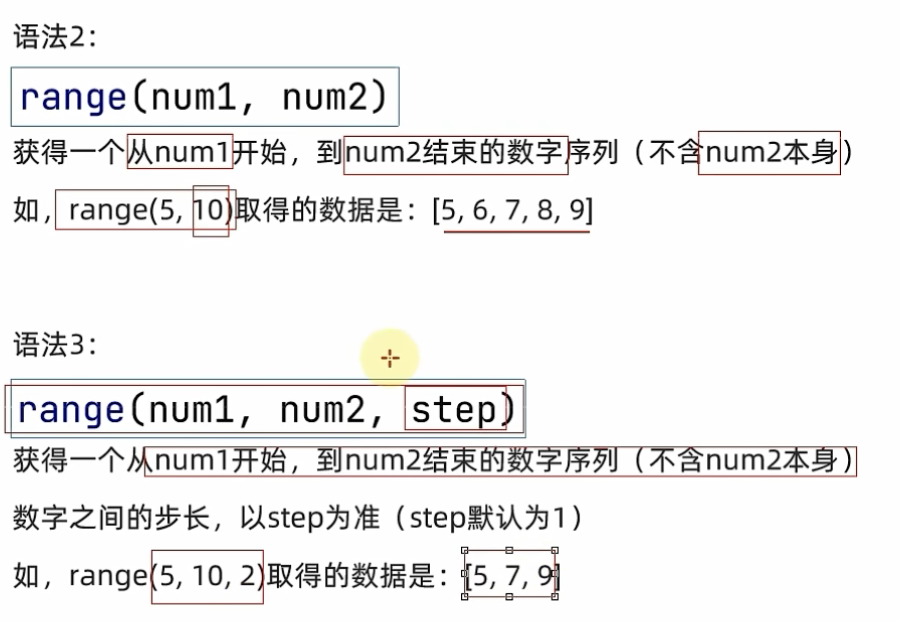 语法2：
range(num1, num2)
获得一个从num1开始，到num2结束的数字序列（不含num2本身）
如，range(5, 10)取得的数据是：[5, 6, 7, 8, 9]
语法3：
range(num1, num2, step)
获得一个从num1开始，到num2结束的数字序列（不含num2本身）
数字之间的步长，以step为准（step默认为1）
如，range(5, 10, 2)取得的数据是：[5, 7, 9]